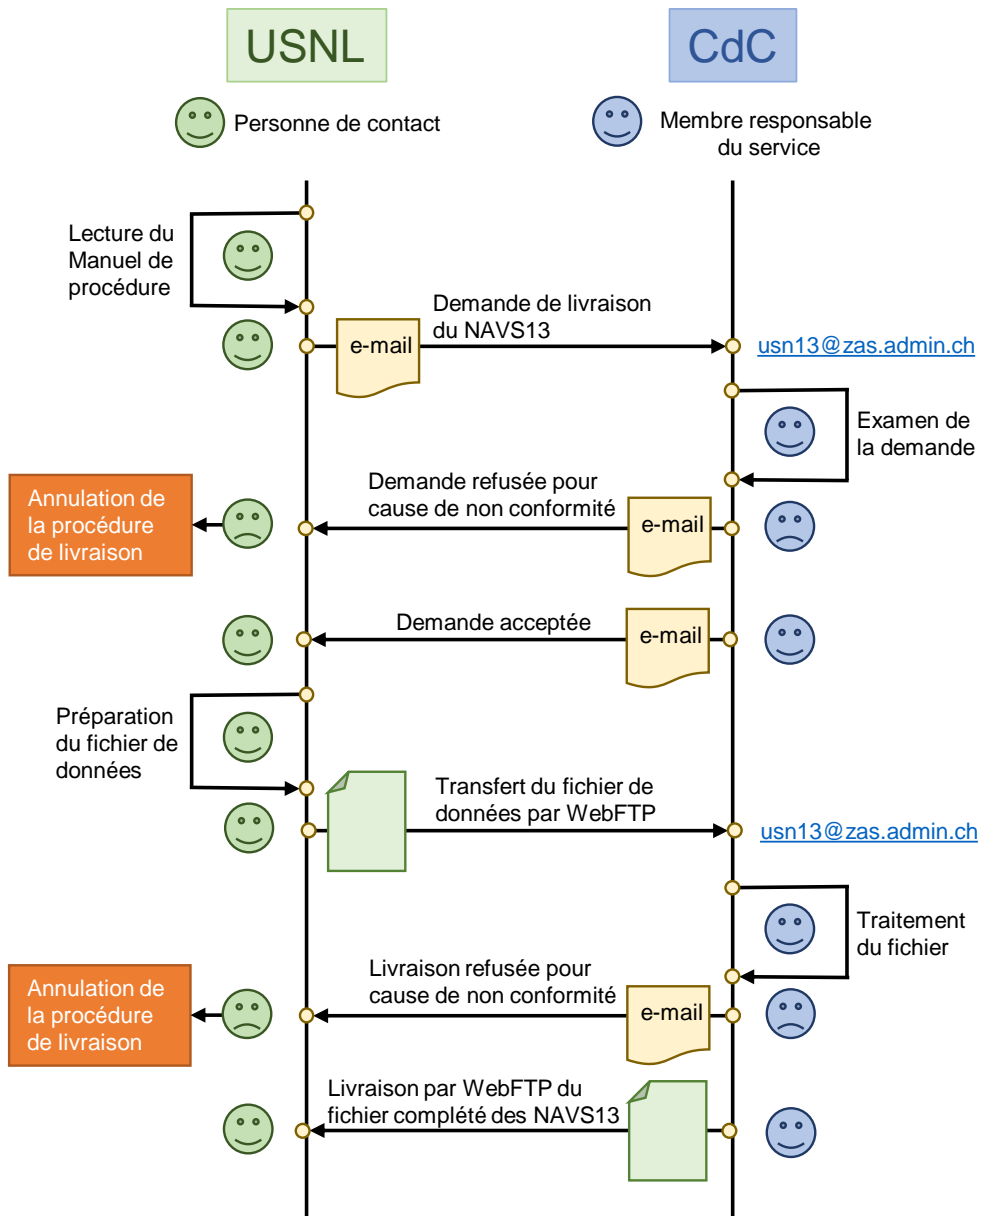 USNL
CdC
Personne de contact
Membre responsable
du service
Lecture du
Manuel de
procédure
e-mail
Demande de livraison
du NAVS13
usn13@zas.admin.ch
Examen de
la demande
Annulation de
la procédure
de livraison
Demande refusée pour
cause de non conformité
e-mail
Demande acceptée
e-mail
Préparation
du fichier de
données
Transfert du fichier de
données par WebFTP
usn13@zas.admin.ch
Traitement
du fichier
Annulation de
la procédure
de livraison
Livraison refusée pour
cause de non conformité
e-mail
Livraison par WebFTP du
fichier complété des NAVS13